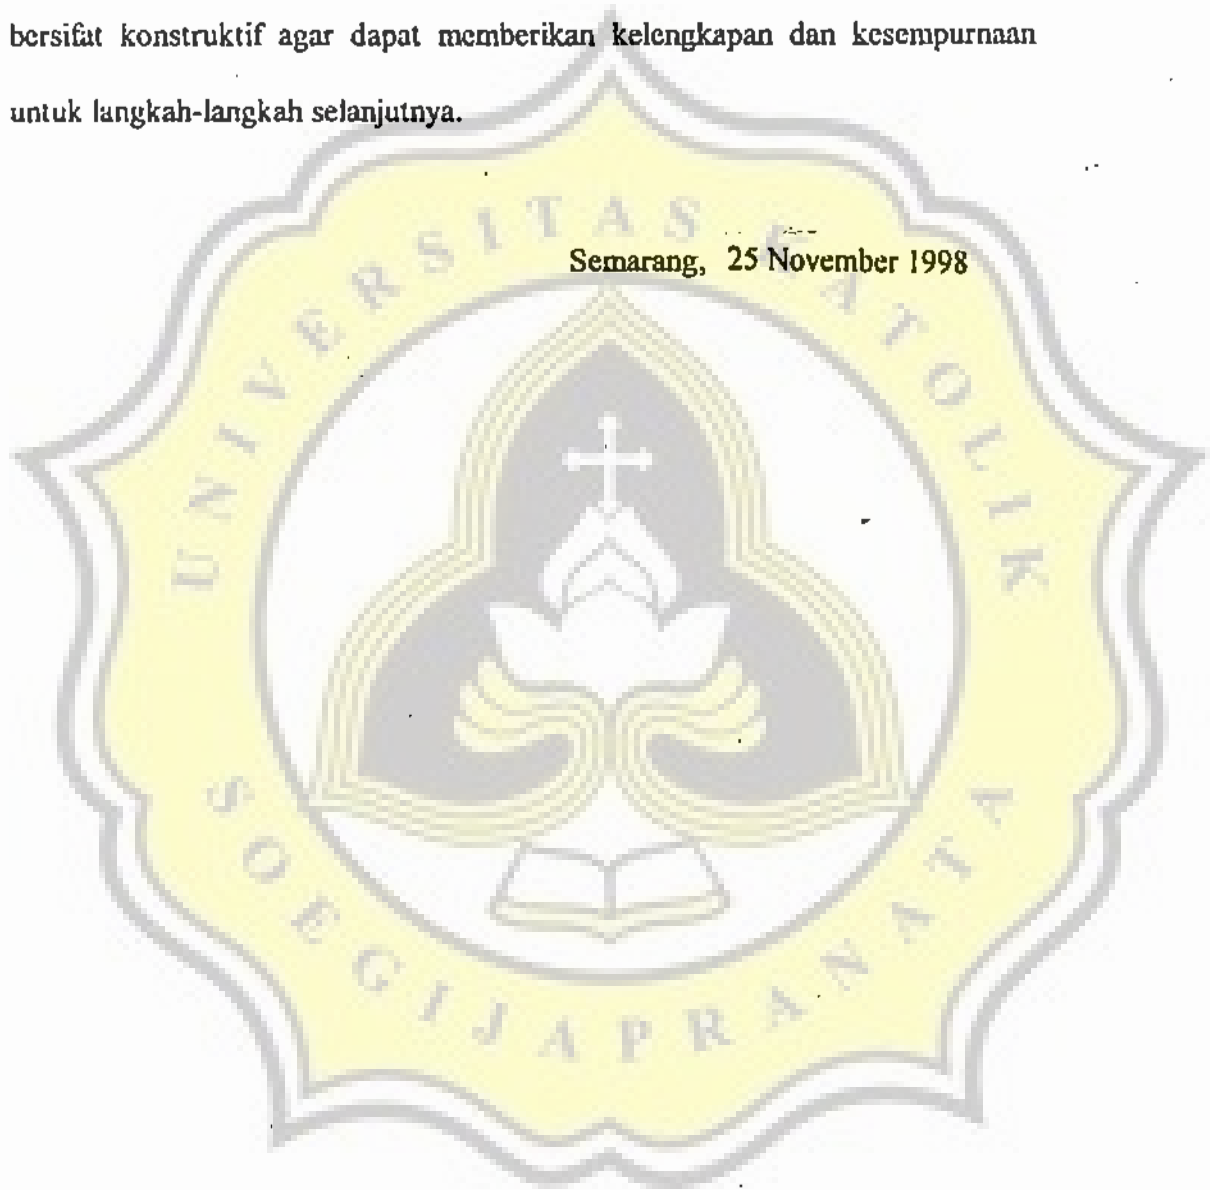 bersifat konstruktif agar dapat memberikan kelengkapan dan kesempurnaan
untuk langkah-langkah selanjutnya.
Semarang, 25 November 1998
UNIVERSITAS KATOLIK
SOEGIJAPRANATA